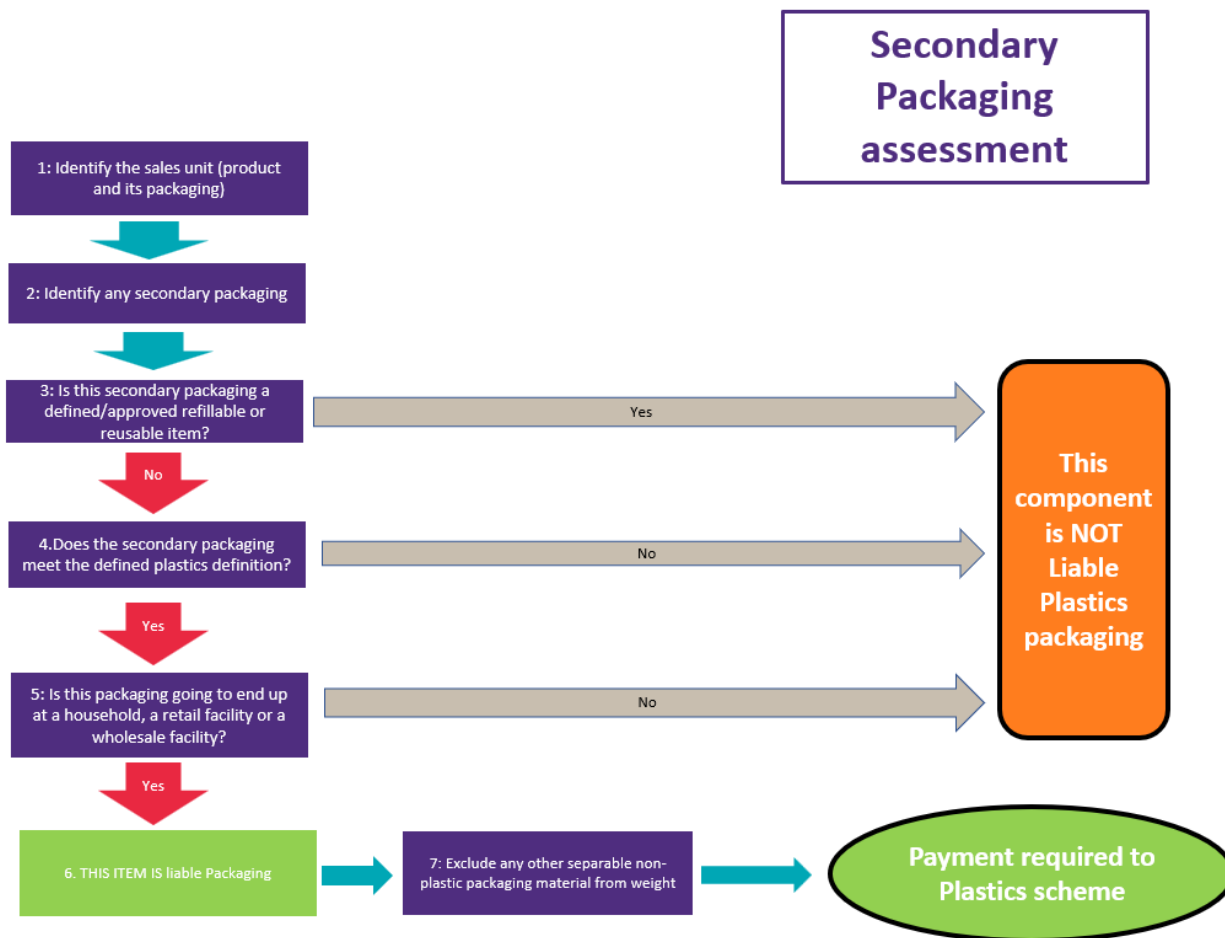 Secondary
Packaging
assessment
1: Identify the sales unit (product
and its packaging)
2: Identify any secondary packaging
3: Is this secondary packaging a
defined/approved refillable or
reusable item?
Yes
No
4.Does the secondary packaging
meet the defined plastics definition?
No
Yes
5: Is this packaging going to end up
at a household, a retail facility or a
wholesale facility?
No
Yes
This
component
is NOT
Liable
Plastics
packaging
6. THIS ITEM IS liable Packaging
7: Exclude any other separable non-
plastic packaging material from weight
Payment required to
Plastics scheme